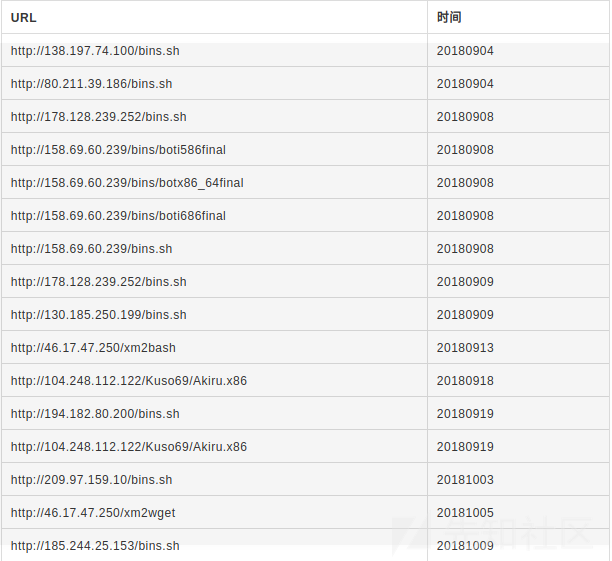 URL 时间
http://138.197.74.100/bins.sh 20180904
http://80.211.39.186/bins.sh 20180904
http://178.128.239.252/bins.sh 20180908
http://158.69.60.239/bins/boti586final 20180908
http://158.69.60.239/bins/botx86_64final 20180908
http://158.69.60.239/bins/boti686final 20180908
http://158.69.60.239/bins.sh 20180908
http://178.128.239.252/bins.sh 20180909
http://130.185.250.199/bins.sh 20180909
http://46.17.47.250/xm2bash 20180913
http://104.248.112.122/Kuso69/Akiru.x86 20180918
http://194.182.80.200/bins.sh 20180919
http://104.248.112.122/Kuso69/Akiru.x86 20180919
http://209.97.159.10/bins.sh 20181003
http://46.17.47.250/xm2wget 20181005
http://185.244.25.153/bins.sh 20181009
先知社区